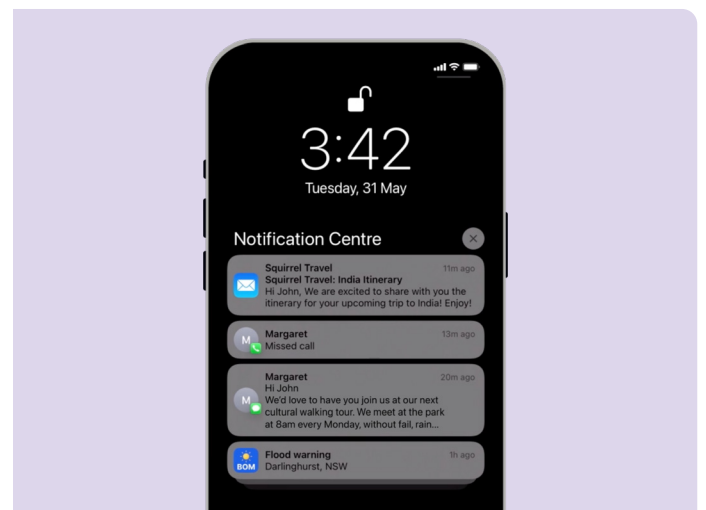 3:42
Tuesday, 31 May
Notification Centre
Squirrel Travel 11m ago
Squirrel Travel: India Itinerary
Hi John, We are excited to share with you the
itinerary for your upcoming trip to India! Enjoy!
M
Margaret 13m ago
Missed call
Margaret 20m ago
Hi John
M
We'd love to have you join us at our next
cultural walking tour. We meet at the park
at 8am every Monday, without fail, rain...
Flood warning 1h ago
BOM
Darlinghurst, NSW